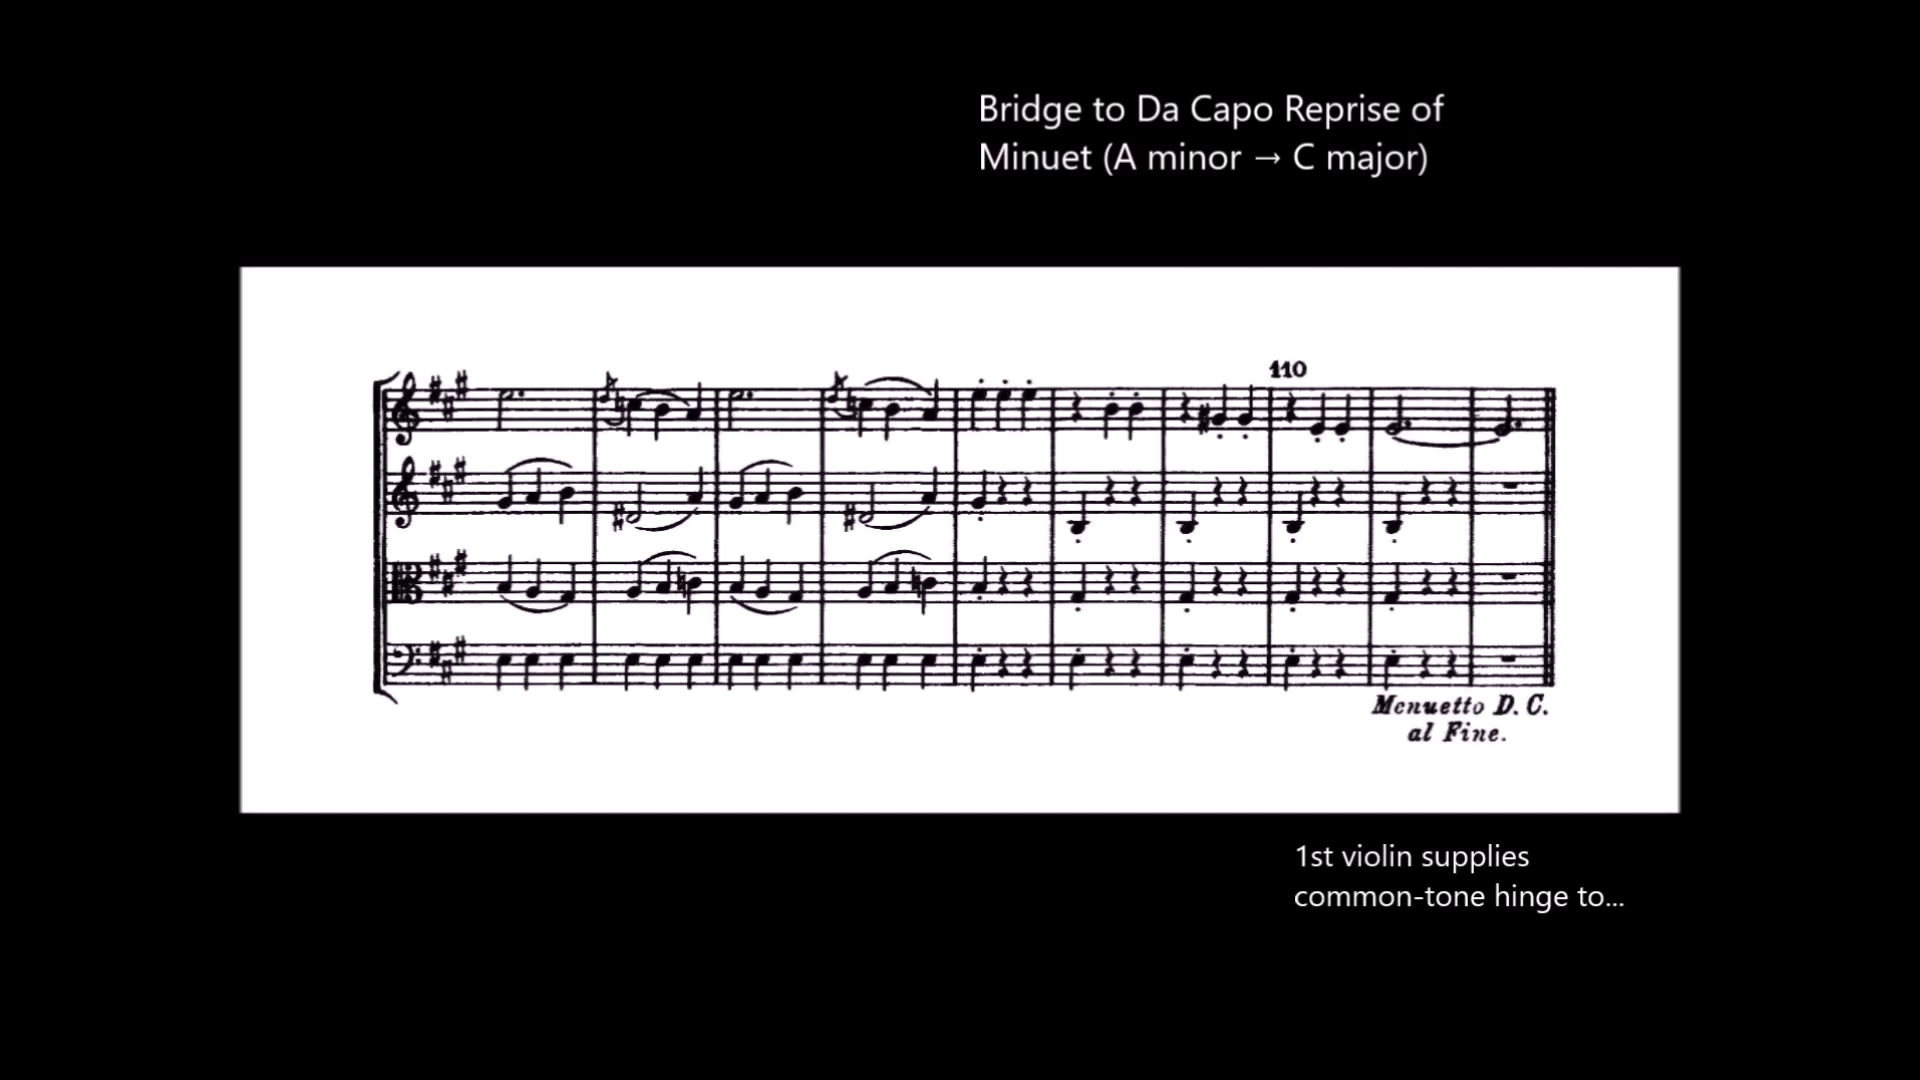 Bridge to Da Capo Reprise of
Minuet (A minor → C major)
110
Menuetto D. C.
al Fine.
1st violin supplies
common-tone hinge to...